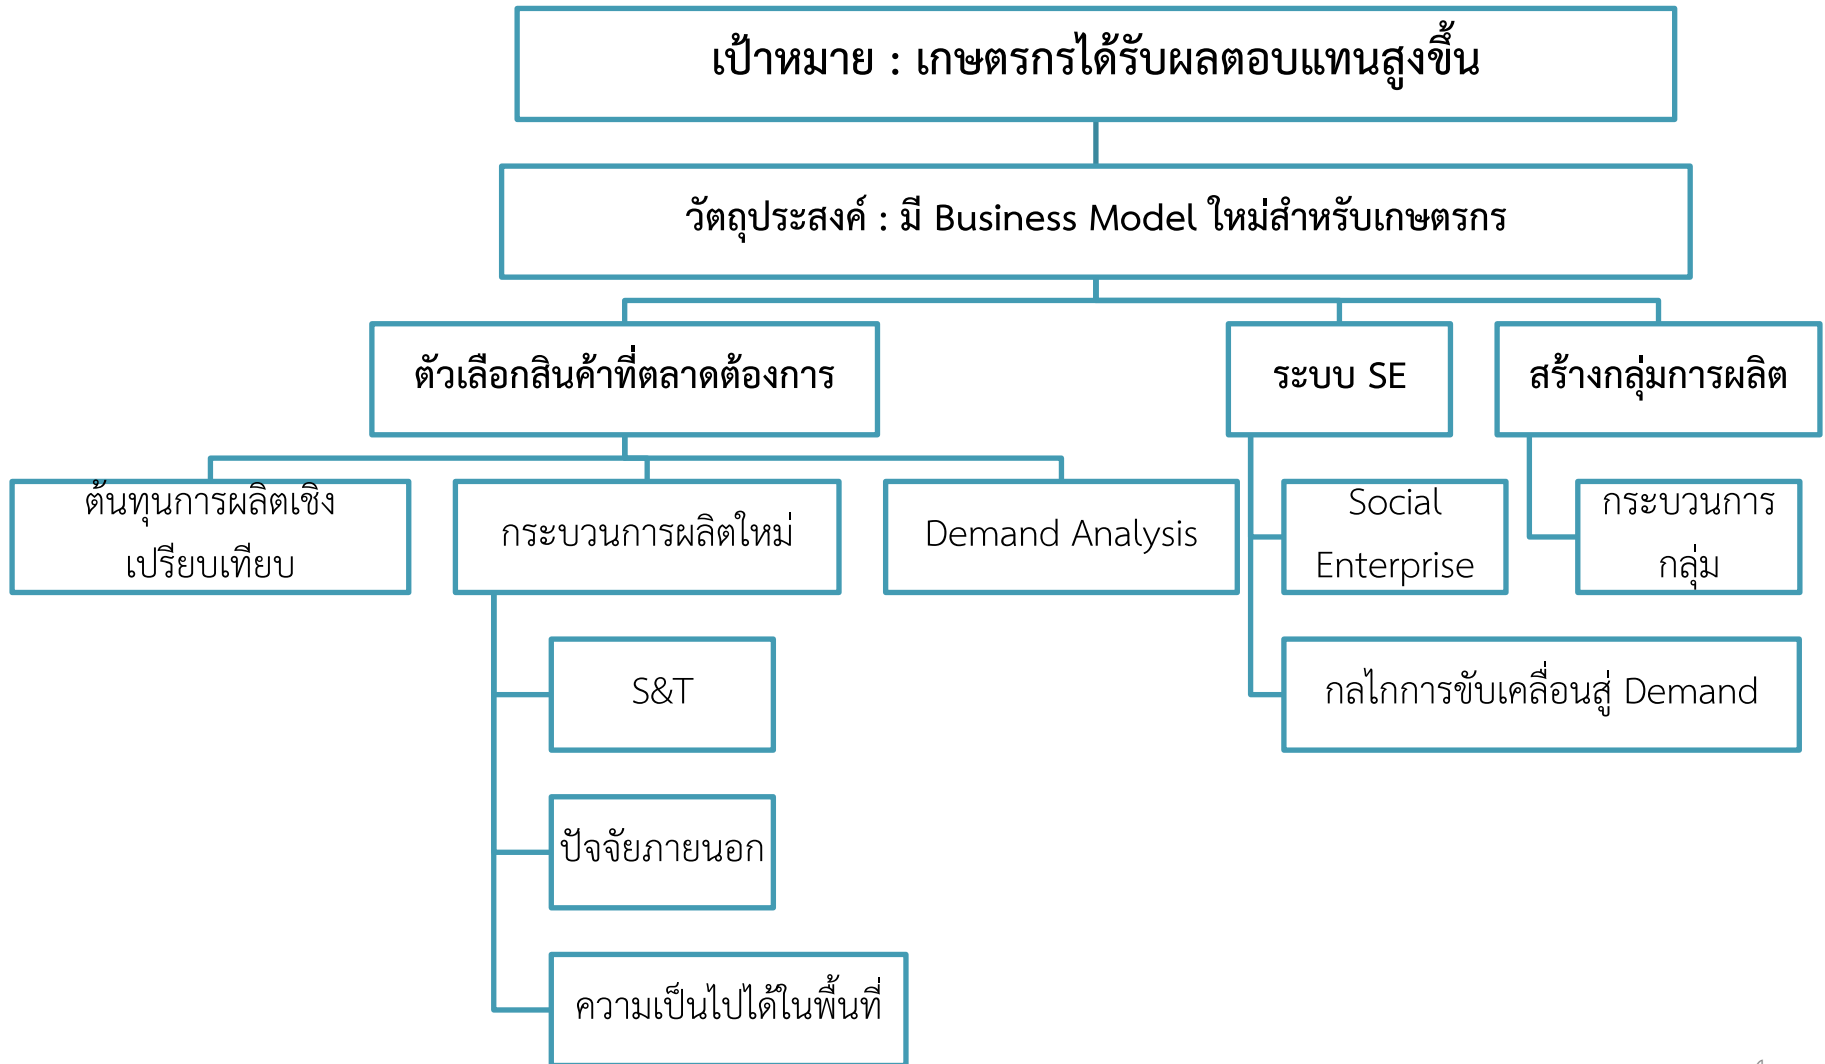 เป้าหมาย : เกษตรกรได้รับผลตอบแทนสูงขึ้น
วัตถุประสงค์ : มี Business Model ใหม่สำหรับเกษตรกร
ตัวเลือกสินค้าที่ตลาดต้องการ
ระบบ SE
สร้างกลุ่มการผลิต
ต้นทุนการผลิตเชิง
เปรียบเทียบ
กระบวนการผลิตใหม่
Demand Analysis
Social
Enterprise
กระบวนการ
กลุ่ม
S&T
กลไกการขับเคลื่อนสู่ Demand
ปัจจัยภายนอก
ความเป็นไปได้ในพื้นที่